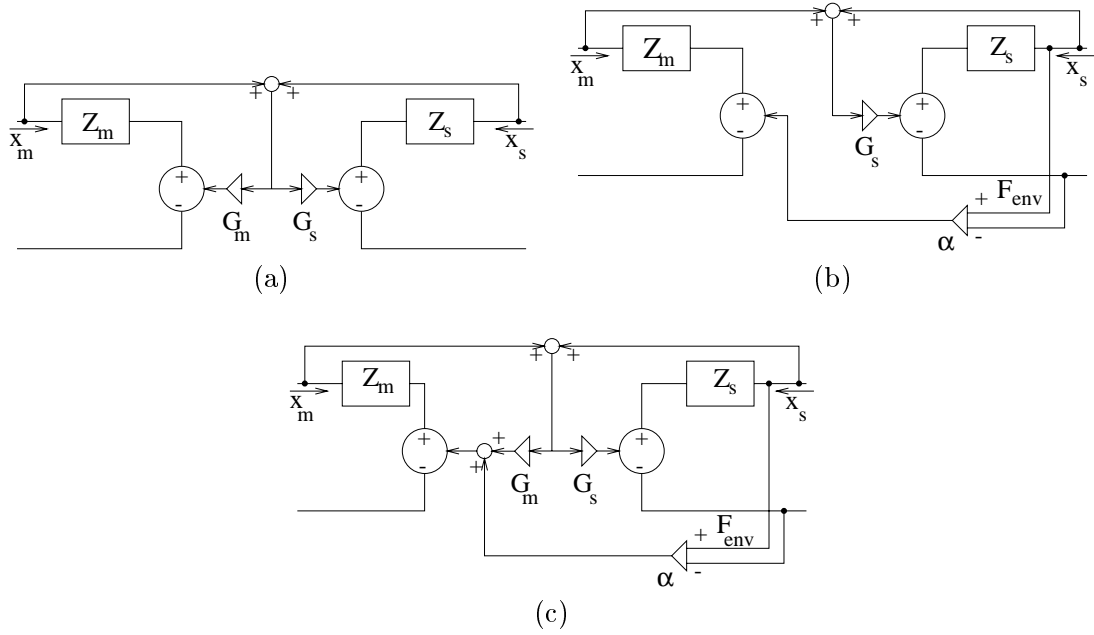 + +
Z_m Z_s
x_m x_s
+ +
- -
G_m G_s
(a)
+ +
Z_m Z_s
x_m x_s
+ +
- -
G_s
+ F_env
α -
(b)
+ +
Z_m Z_s
x_m x_s
+ + +
- + -
G_m G_s
+ F_env
α -
(c)